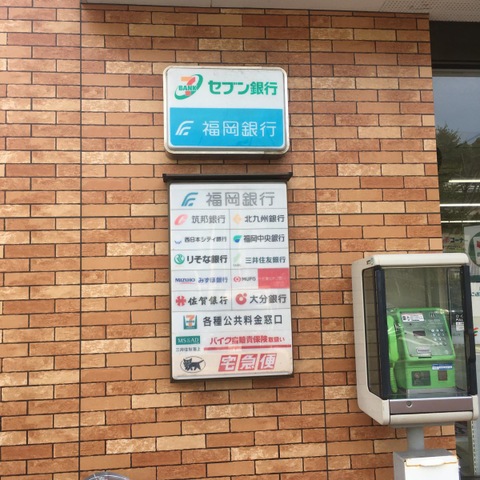 7 BANK セブン銀行
福岡銀行
福岡銀行
筑邦銀行 北九州銀行
西日本シティ銀行 福岡中央銀行
りそな銀行 三井住友銀行
MIZUHO みずほ銀行 MUFG
佐賀銀行 大分銀行
各種公共料金窓口
MS&AD バイク自賠責保険取扱い
宅急便